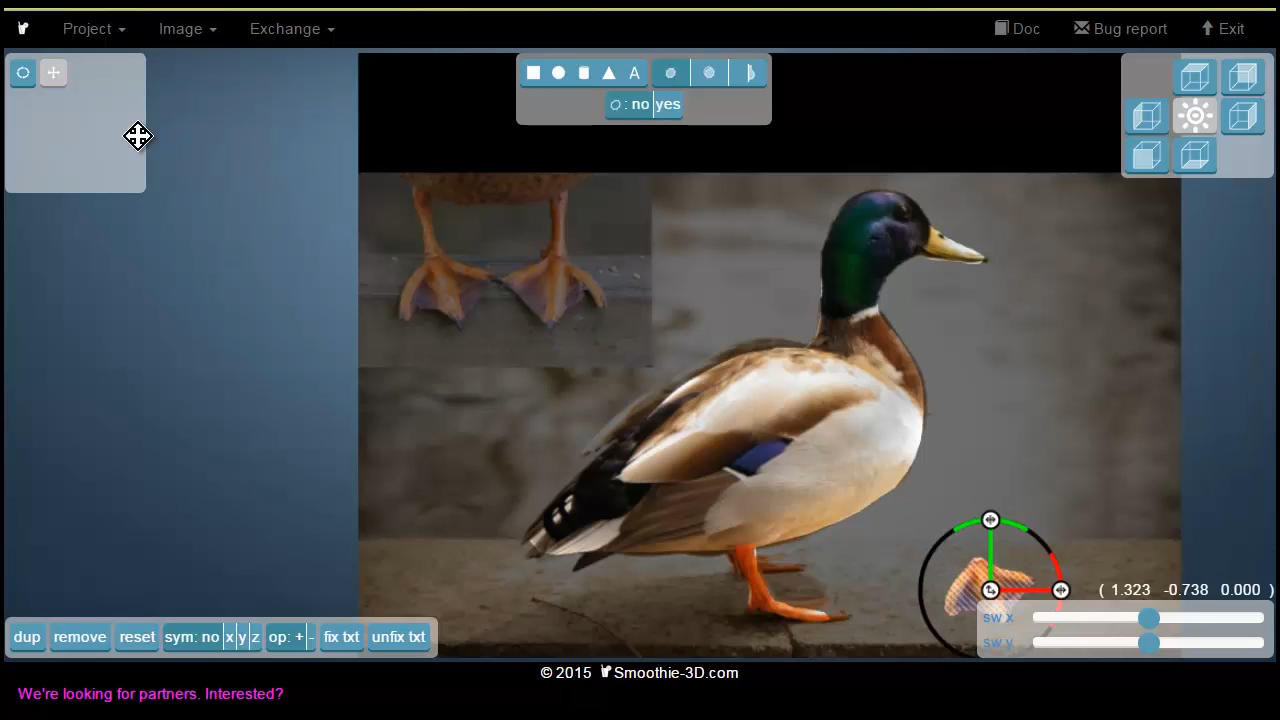 Project Image Exchange Doc Bug report Exit
A
: no yes
( 1.323 -0.738 0.000 )
sw x
sw y
dup remove reset sym: no x y z op: + - fix txt unfix txt
© 2015 Smoothie-3D.com
We're looking for partners. Interested?